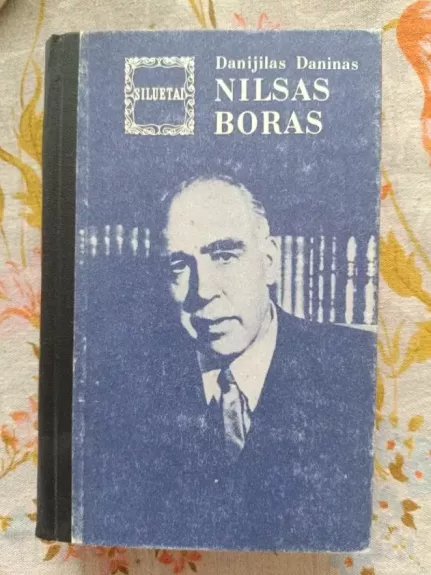 SILUETAI
Danijilas Daninas
NILSAS
BORAS